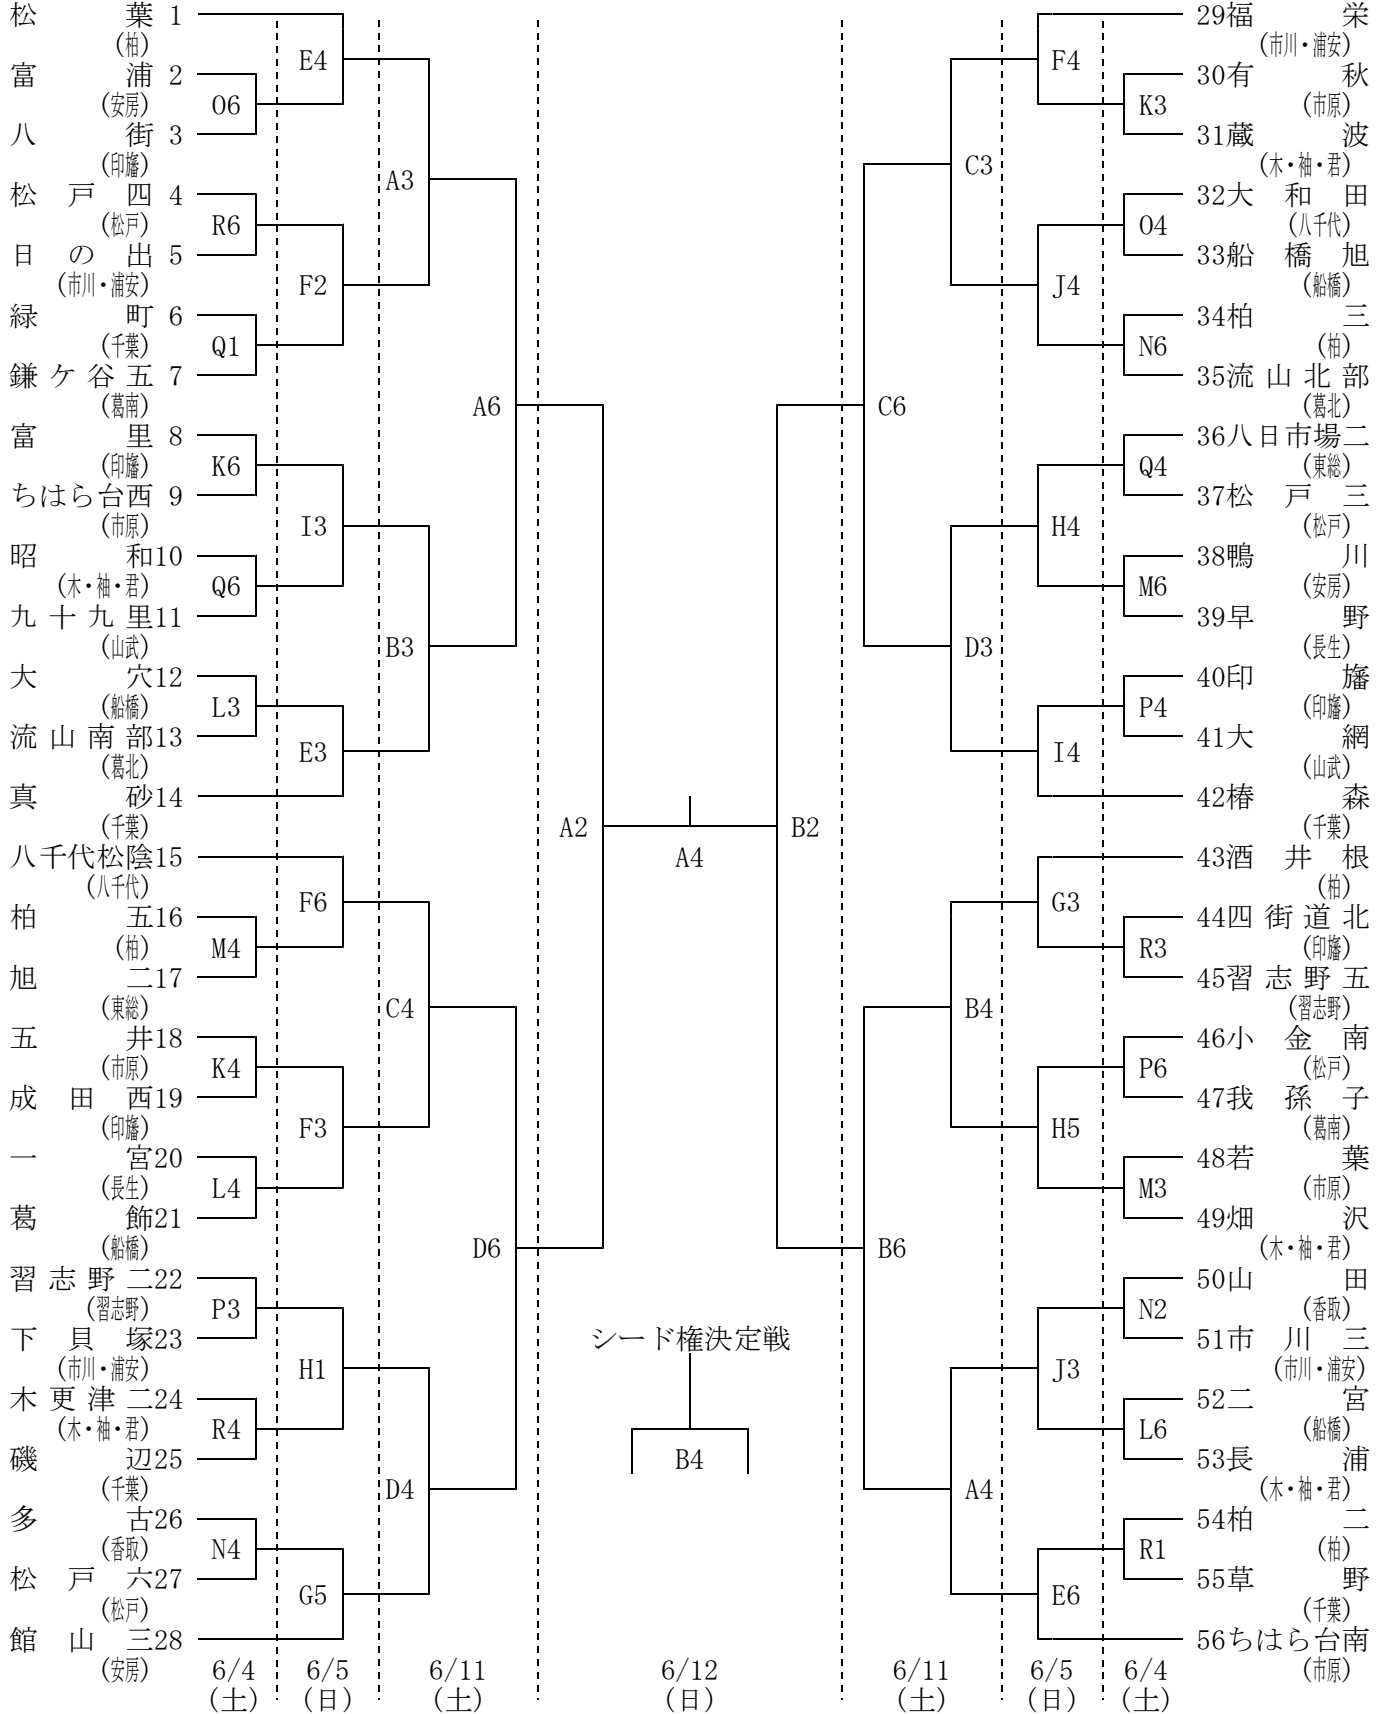 松葉 1
(柏)
E4
富浦 2
(安房)
O6
八街 3
(印旛)
A3
松戸四 4
(松戸)
R6
日の出 5
(市川・浦安)
F2
緑町 6
(千葉)
Q1
鎌ケ谷五 7
(葛南)
A6
富里 8
(印旛)
K6
ちはら台西 9
(市原)
I3
昭和10
(木・袖・君)
Q6
九十九里11
(山武)
B3
大穴12
(船橋)
L3
流山南部13
(葛北)
E3
真砂14
(千葉)
A2
八千代松陰15
(八千代)
F6
柏五16
(柏)
M4
旭二17
(東総)
C4
五井18
(市原)
K4
成田西19
(印旛)
F3
一宮20
(長生)
L4
葛飾21
(船橋)
D6
習志野二22
(習志野)
P3
下貝塚23
(市川・浦安)
H1
木更津二24
(木・袖・君)
R4
磯辺25
(千葉)
D4
多古26
(香取)
N4
松戸六27
(松戸)
G5
館山三28
(安房)
A4
シード権決定戦
B4
29福栄
(市川・浦安)
F4
30有秋
(市原)
K3
31蔵波
(木・袖・君)
C3
32大和田
(八千代)
O4
33船橋旭
(船橋)
J4
34柏三
(柏)
N6
35流山北部
(葛北)
C6
36八日市場二
(東総)
Q4
37松戸三
(松戸)
H4
38鴨川
(安房)
M6
39早野
(長生)
D3
40印旛
(印旛)
P4
41大網
(山武)
I4
42椿森
(千葉)
B2
43酒井根
(柏)
G3
44四街道北
(印旛)
R3
45習志野五
(習志野)
B4
46小金南
(松戸)
P6
47我孫子
(葛南)
H5
48若葉
(市原)
M3
49畑沢
(木・袖・君)
B6
50山田
(香取)
N2
51市川三
(市川・浦安)
J3
52二宮
(船橋)
L6
53長浦
(木・袖・君)
A4
54柏二
(柏)
R1
55草野
(千葉)
E6
56ちはら台南
(市原)
6/4 6/5 6/11 6/12 6/11 6/5 6/4
(土) (日) (土) (日) (土) (日) (土)